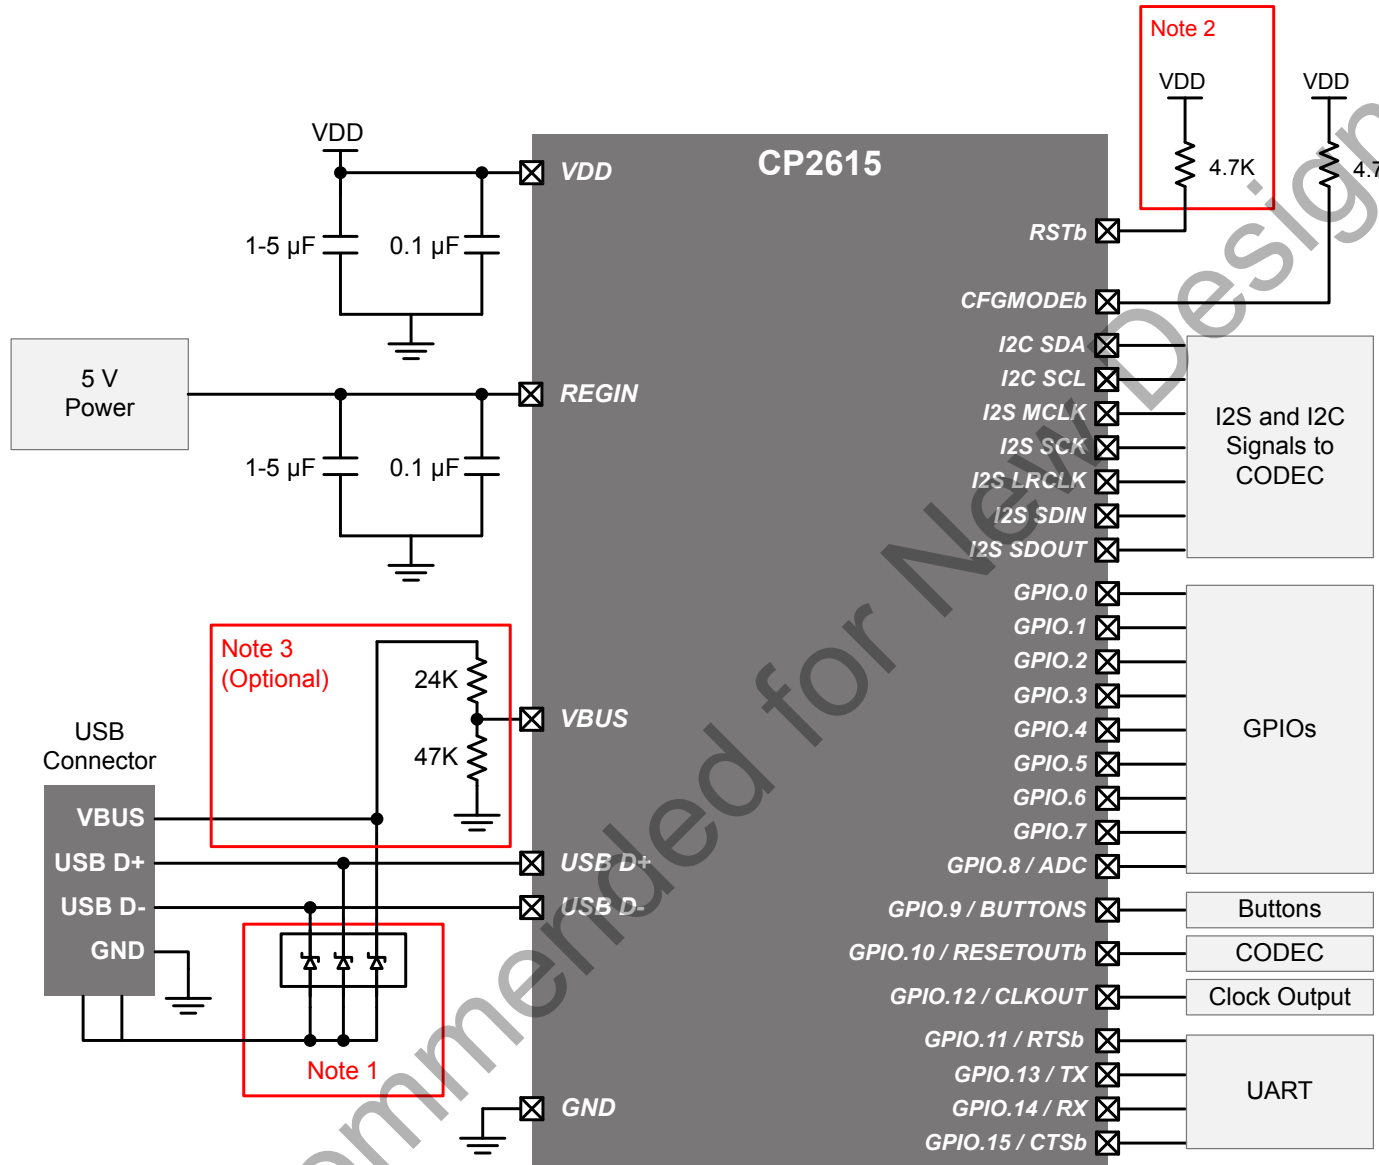 Note 2
VDD
VDD
4.7K
4.7
VDD
1-5 µF
0.1 µF
5 V
Power
1-5 µF
0.1 µF
Note 3
(Optional)
24K
47K
USB
Connector
VBUS
USB D+
USB D-
GND
Note 1
CP2615
VDD
REGIN
VBUS
USB D+
USB D-
GND
RSTb
CFGMODEb
I2C SDA
I2C SCL
I2S MCLK
I2S SCK
I2S LRCLK
I2S SDIN
I2S SDOUT
GPIO.0
GPIO.1
GPIO.2
GPIO.3
GPIO.4
GPIO.5
GPIO.6
GPIO.7
GPIO.8 / ADC
GPIO.9 / BUTTONS
GPIO.10 / RESETOUTb
GPIO.12 / CLKOUT
GPIO.11 / RTSb
GPIO.13 / TX
GPIO.14 / RX
GPIO.15 / CTSb
I2S and I2C
Signals to
CODEC
GPIOs
Buttons
CODEC
Clock Output
UART
ommended for New Design